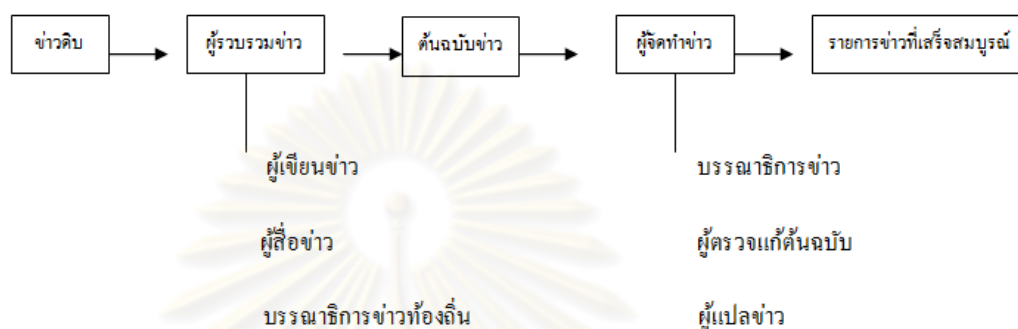 ข่าวดิบ
ผู้รวบรวมข่าว
ต้นฉบับข่าว
ผู้จัดทำข่าว
รายการข่าวที่เสร็จสมบูรณ์
ผู้เขียนข่าว
บรรณาธิการข่าว
ผู้สื่อข่าว
ผู้ตรวจแก้ต้นฉบับ
บรรณาธิการข่าวท้องถิ่น
ผู้แปลข่าว